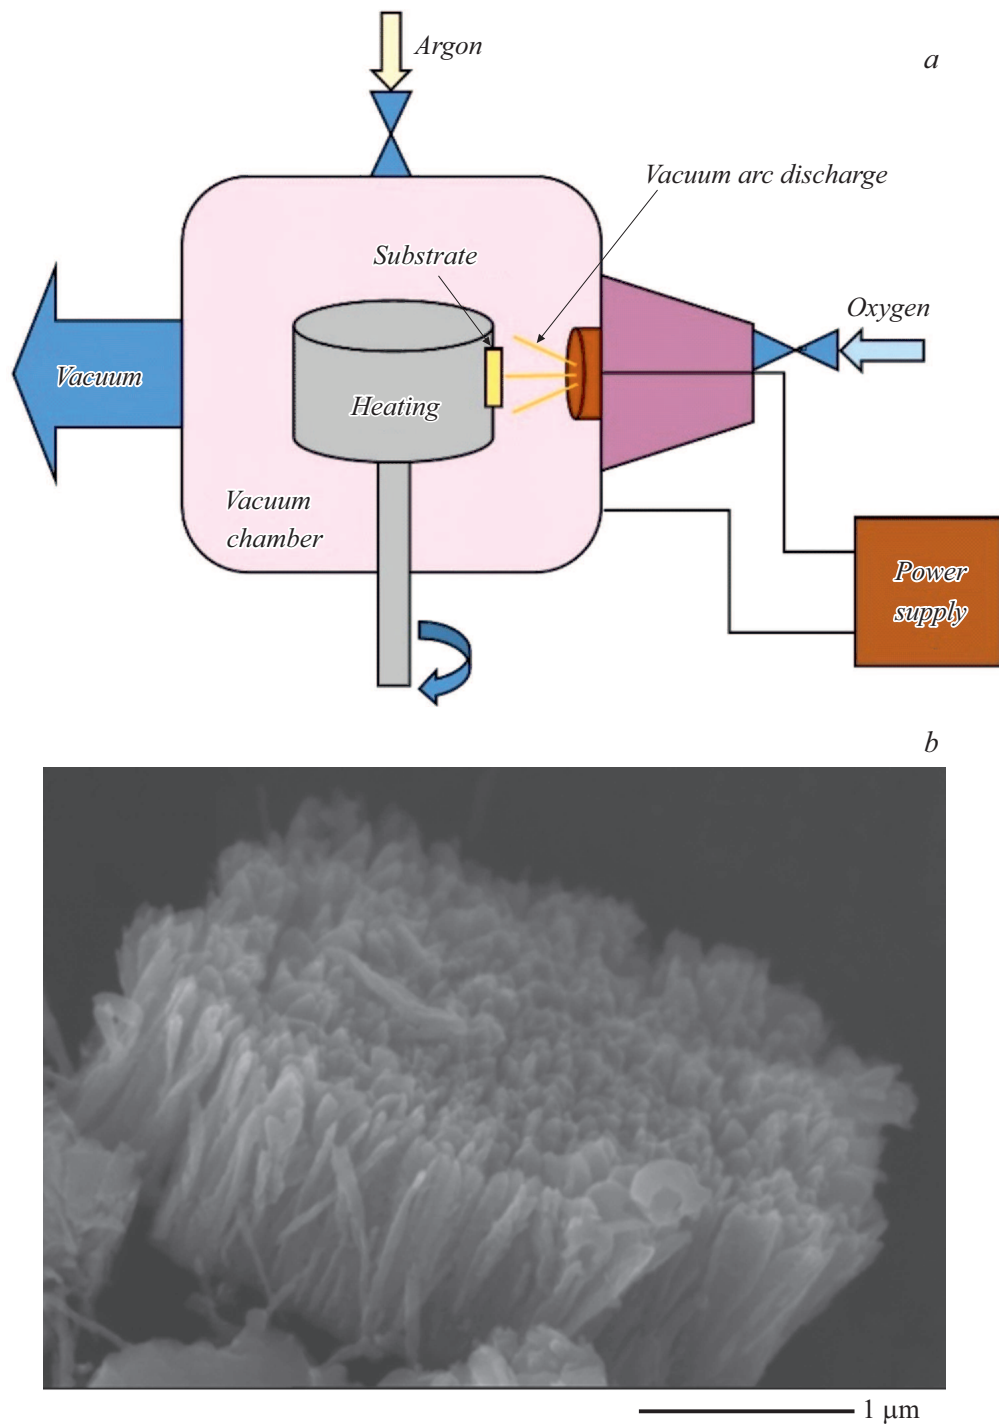 Argon
a
Vacuum arc discharge
Substrate
Oxygen
Vacuum
Heating
Vacuum
chamber
Power
supply
b
1 μm